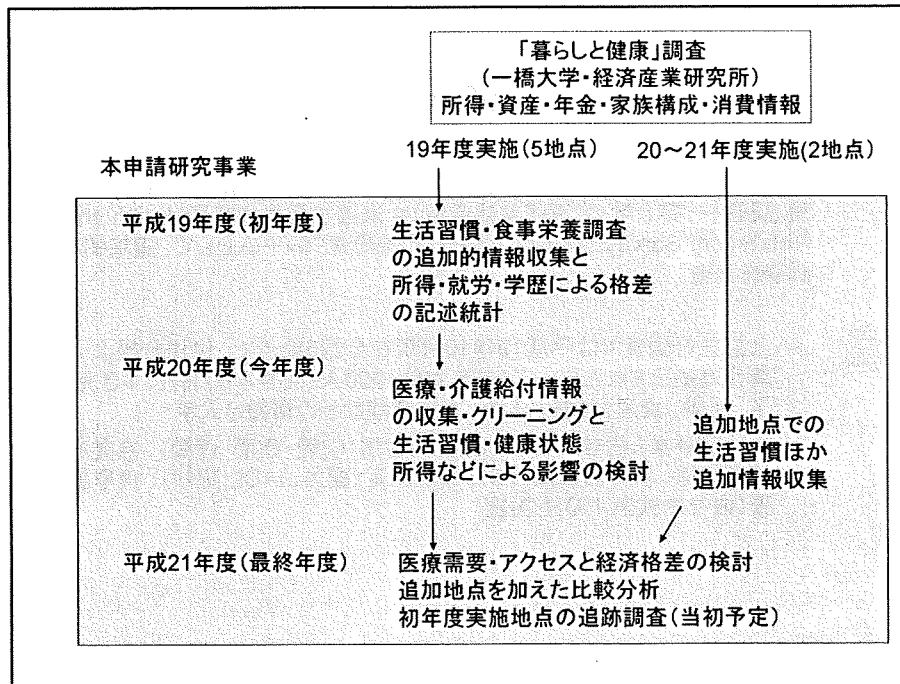 「暮らしと健康」調査
(一橋大学・経済産業研究所)
所得・資産・年金・家族構成・消費情報
19年度実施(5地点)
20～21年度実施(2地点)
本申請研究事業
平成19年度(初年度)
生活習慣・食事栄養調査
の追加的情報収集と
所得・就労・学歴による格差
の記述統計
平成20年度(今年度)
医療・介護給付情報
の収集・クリーニングと
生活習慣・健康状態
所得などによる影響の検討
追加地点での
生活習慣ほか
追加情報収集
平成21年度(最終年度)
医療需要・アクセスと経済格差の検討
追加地点を加えた比較分析
初年度実施地点の追跡調査(当初予定)